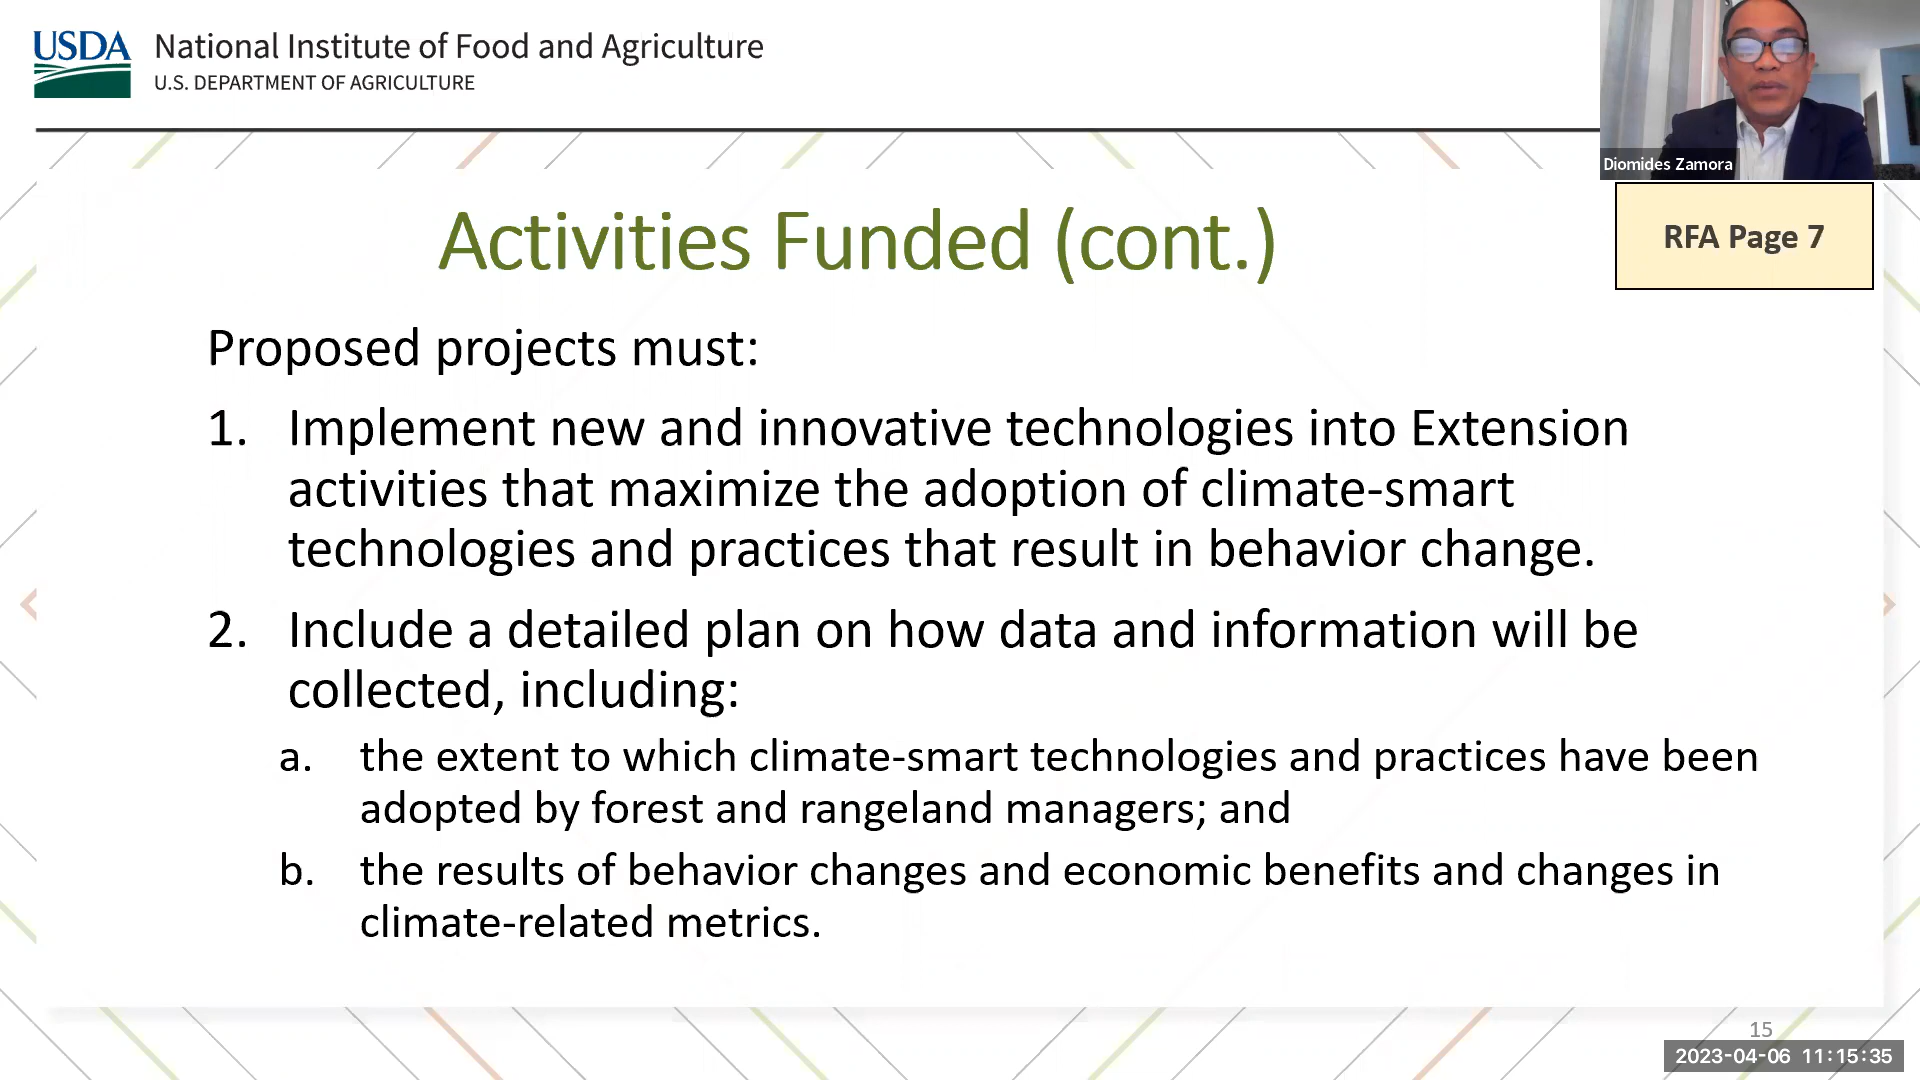 USDA
National Institute of Food and Agriculture
U.S. DEPARTMENT OF AGRICULTURE
Diomides Zamora
RFA Page 7
Activities Funded (cont.)
Proposed projects must:
1. Implement new and innovative technologies into Extension
activities that maximize the adoption of climate-smart
technologies and practices that result in behavior change.
2. Include a detailed plan on how data and information will be
collected, including:
a. the extent to which climate-smart technologies and practices have been
adopted by forest and rangeland managers; and
b. the results of behavior changes and economic benefits and changes in
climate-related metrics.
15
2023-04-06 11:15:35